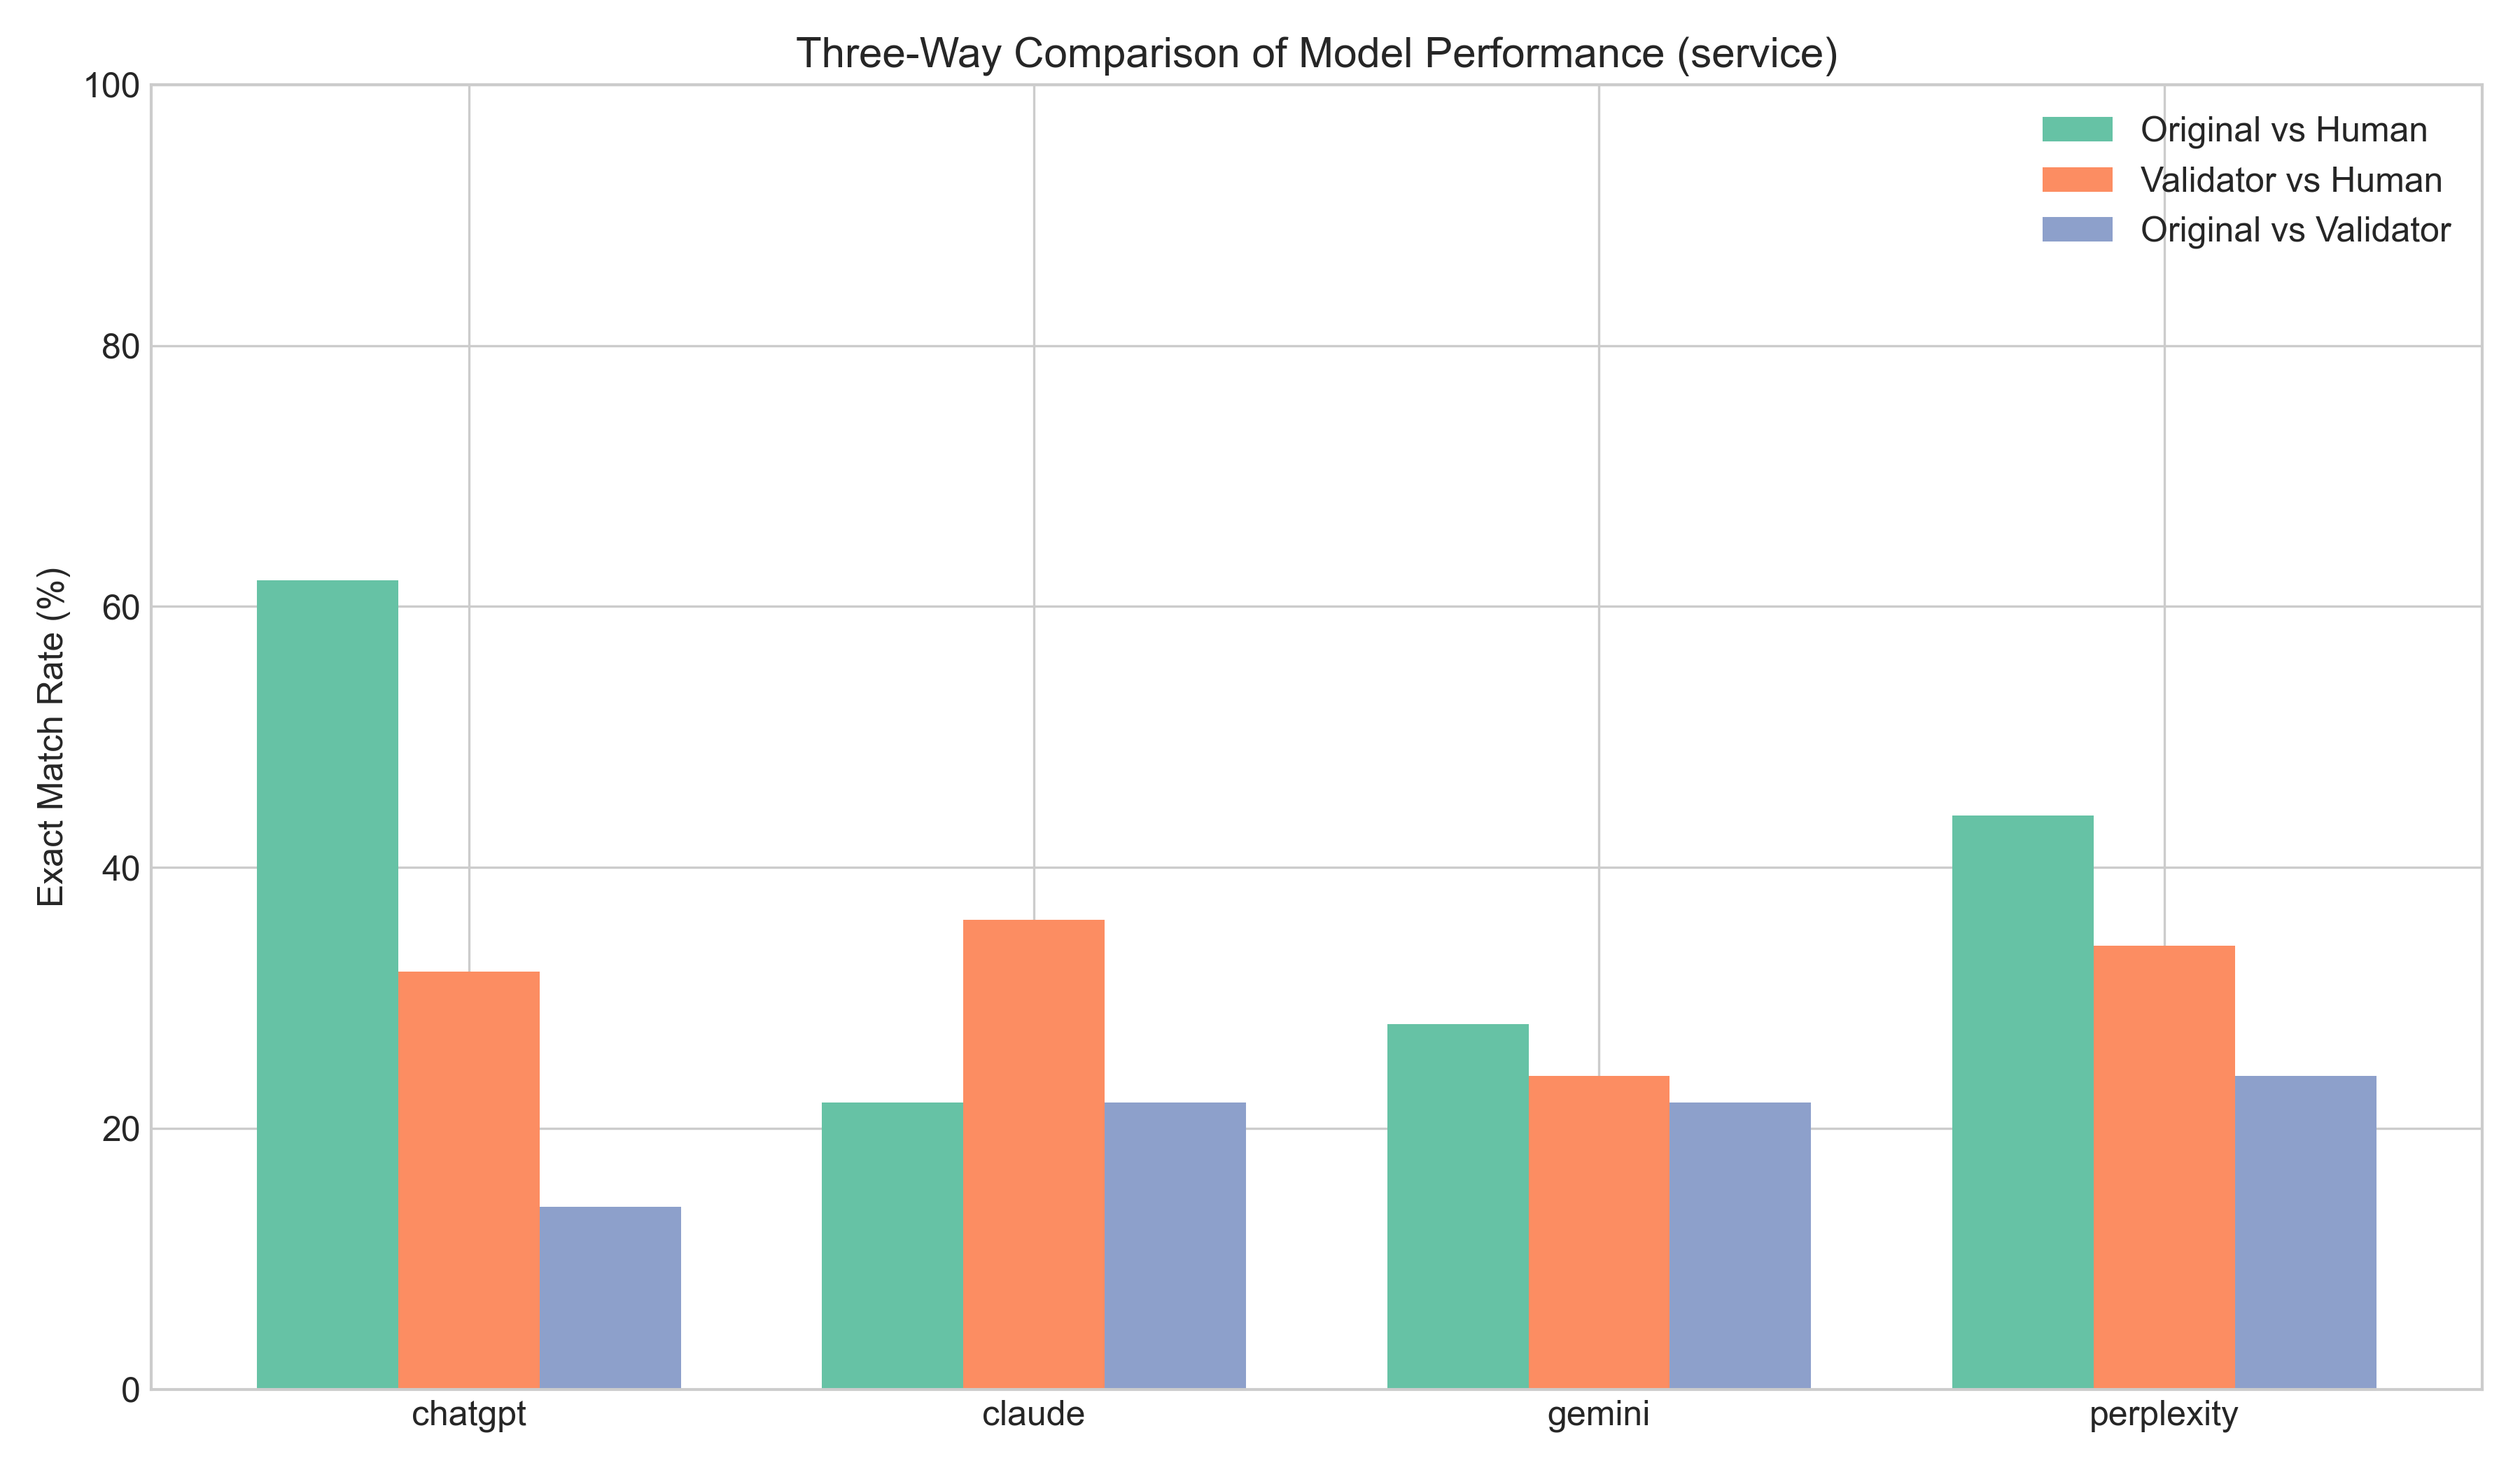 Three-Way Comparison of Model Performance (service)
Original vs Human
Validator vs Human
Original vs Validator
Exact Match Rate (%)
100
80
60
40
20
0
chatgpt
claude
gemini
perplexity